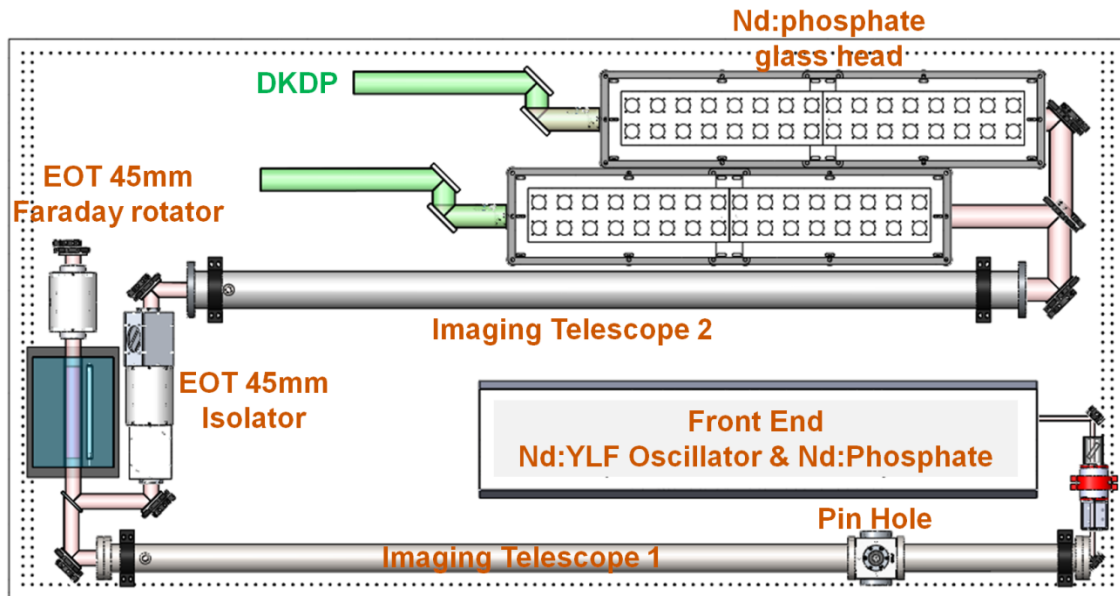 Nd:phosphate
glass head
DKDP
EOT 45mm
Faraday rotator
Imaging Telescope 2
EOT 45mm
Isolator
Front End
Nd:YLF Oscillator & Nd:Phosphate
Pin Hole
Imaging Telescope 1